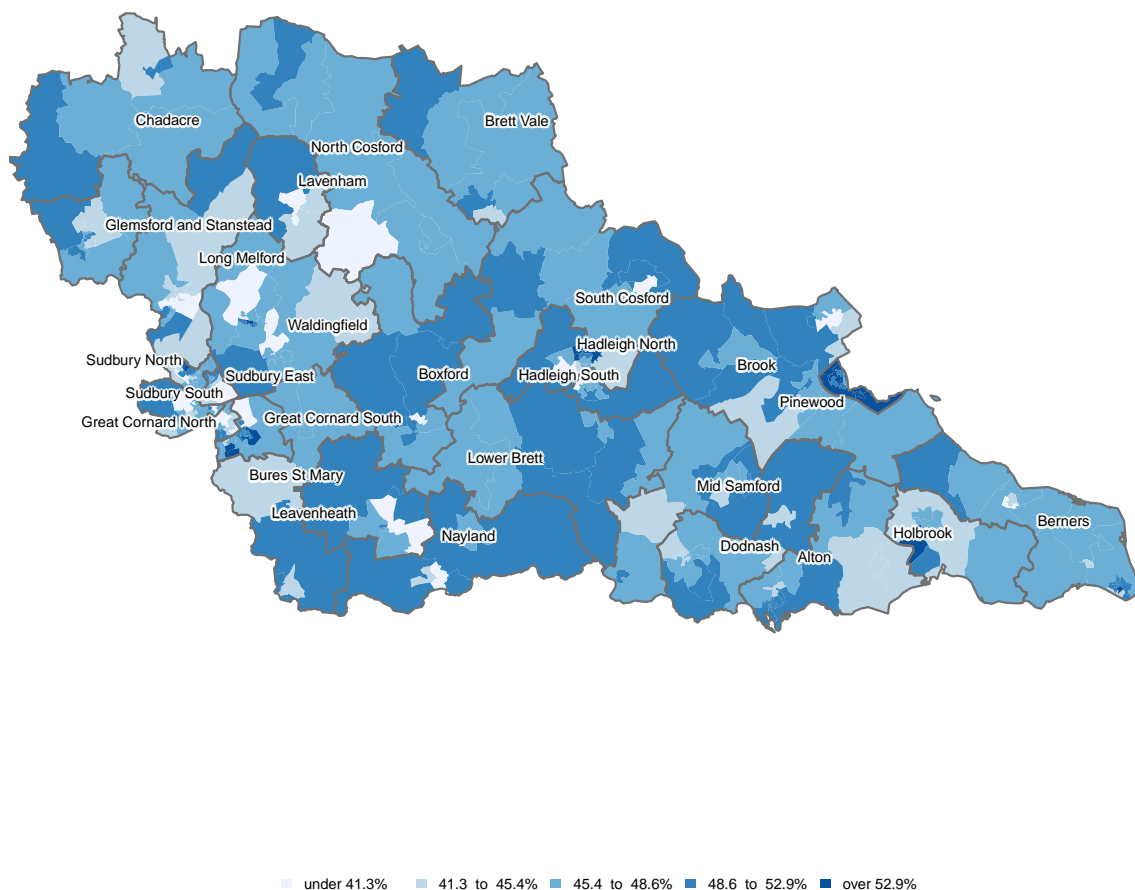 Chadacre
Brett Vale
North Cosford
Lavenham
Glemsford and Stanstead
Long Melford
South Cosford
Waldingfield
Hadleigh North
Sudbury North
Brook
Boxford
Hadleigh South
Sudbury East
Sudbury South
Pinewood
Great Cornard South
Great Cornard North
Lower Brett
Bures St Mary
Mid Samford
Leavenheath
Berners
Nayland
Holbrook
Dodnash
Alton
under 41.3% 41.3 to 45.4% 45.4 to 48.6% 48.6 to 52.9% over 52.9%